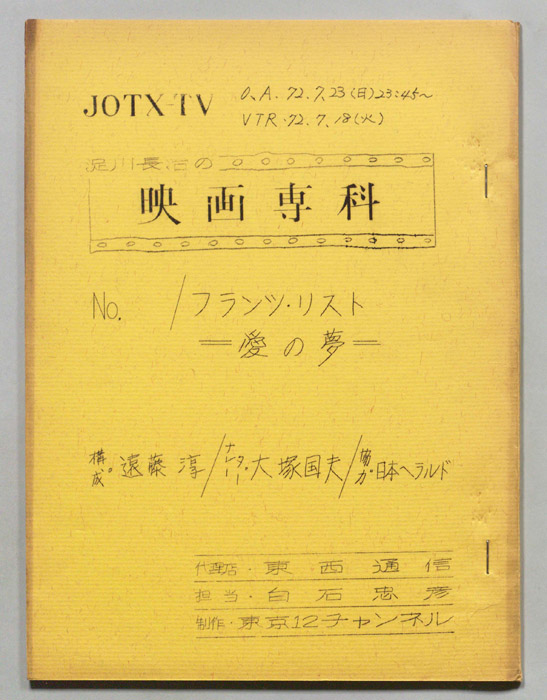 JOTX-TV
O.A. 72.7.23(日)23:45~
VTR.72.7.18(火)
淀川長治の
映画専科
No. /フランツ・リスト
=愛の夢=
構成。遠藤淳/ナレーター・大塚国夫/協力・日本ヘラルド
代理店・東西通信
担当・白石忠彦
制作・東京12チャンネル